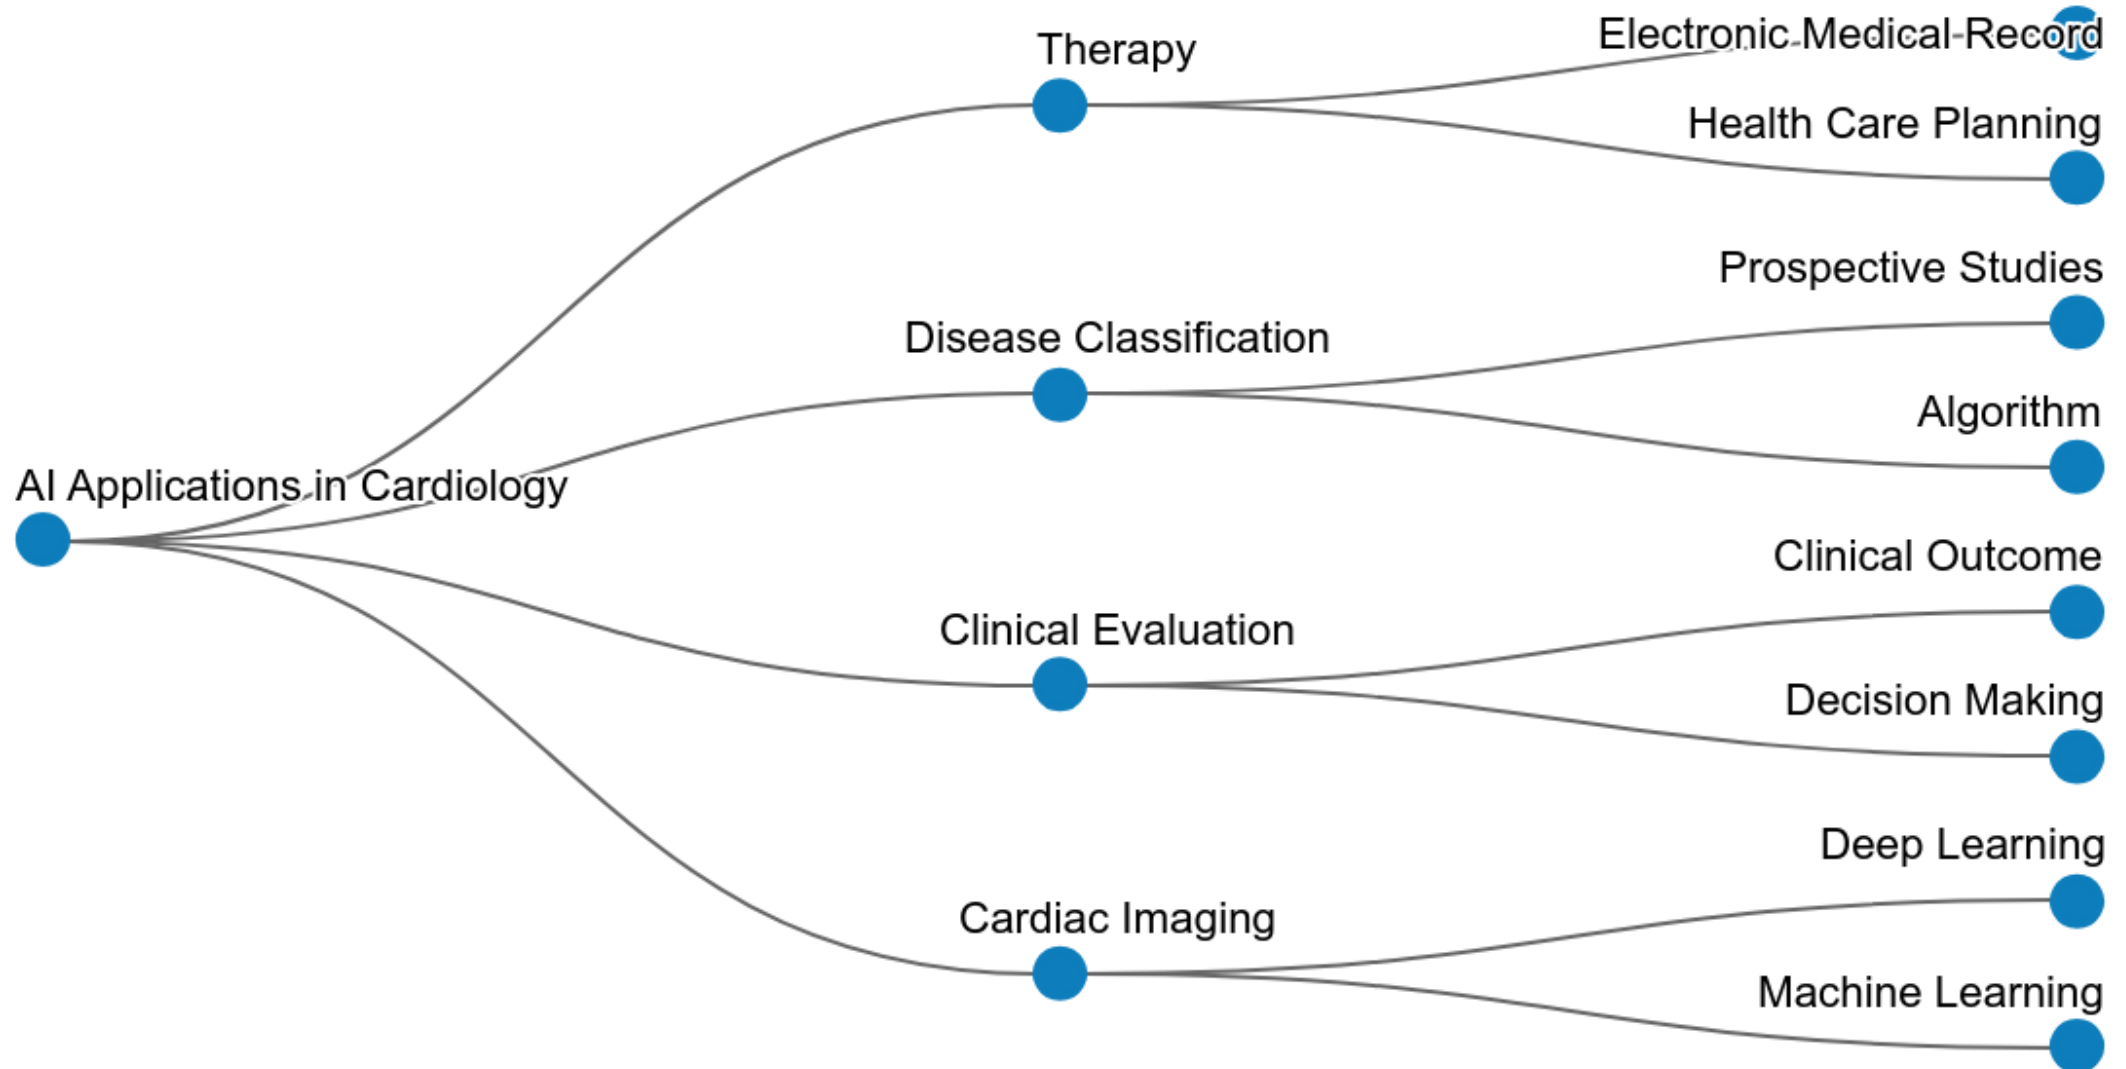 Therapy
Electronic Medical Record
Health Care Planning
Prospective Studies
Disease Classification
Algorithm
AI Applications in Cardiology
Clinical Outcome
Clinical Evaluation
Decision Making
Deep Learning
Cardiac Imaging
Machine Learning